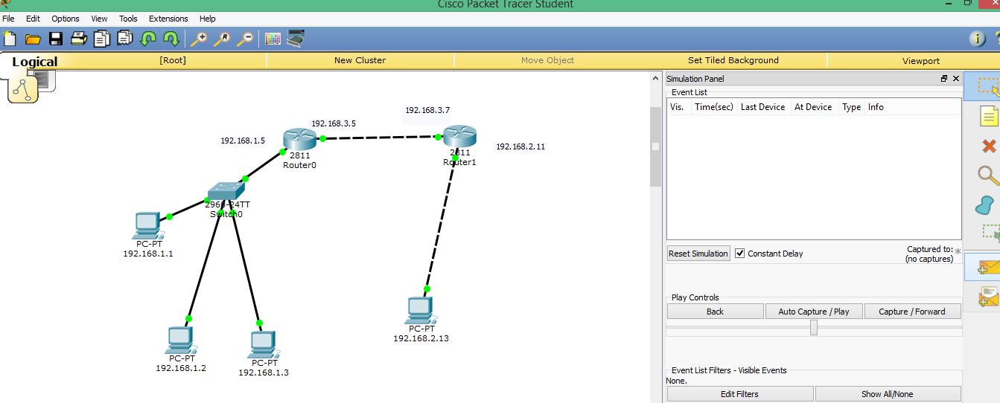 Cisco Packet Tracer Student
File Edit Options View Tools Extensions Help
Logical [Root] New Cluster Move Object Set Tiled Background Viewport
Simulation Panel
Event List
Vis. Time(sec) Last Device At Device Type Info
192.168.3.7
192.168.3.5
192.168.1.5
192.168.2.11
2811
Router0
2811
Router1
2960-24TT
Switch0
PC-PT
192.168.1.1
PC-PT
192.168.2.13
PC-PT
192.168.1.2
PC-PT
192.168.1.3
Reset Simulation Constant Delay
Captured to:
(no captures)
Play Controls
Back Auto Capture / Play Capture / Forward
Event List Filters - Visible Events
None.
Edit Filters Show All/None